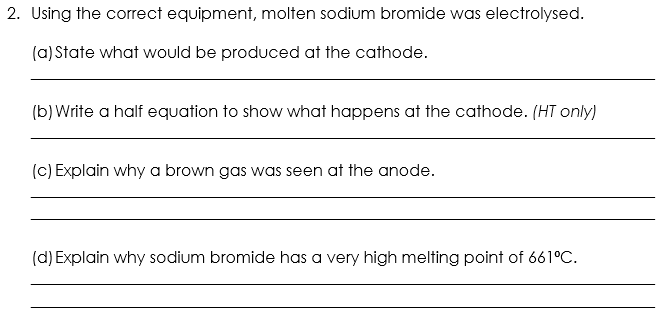 2. Using the correct equipment, molten sodium bromide was electrolysed.
(a) State what would be produced at the cathode.
(b) Write a half equation to show what happens at the cathode. (HT only)
(c) Explain why a brown gas was seen at the anode.
(d) Explain why sodium bromide has a very high melting point of 661ºC.